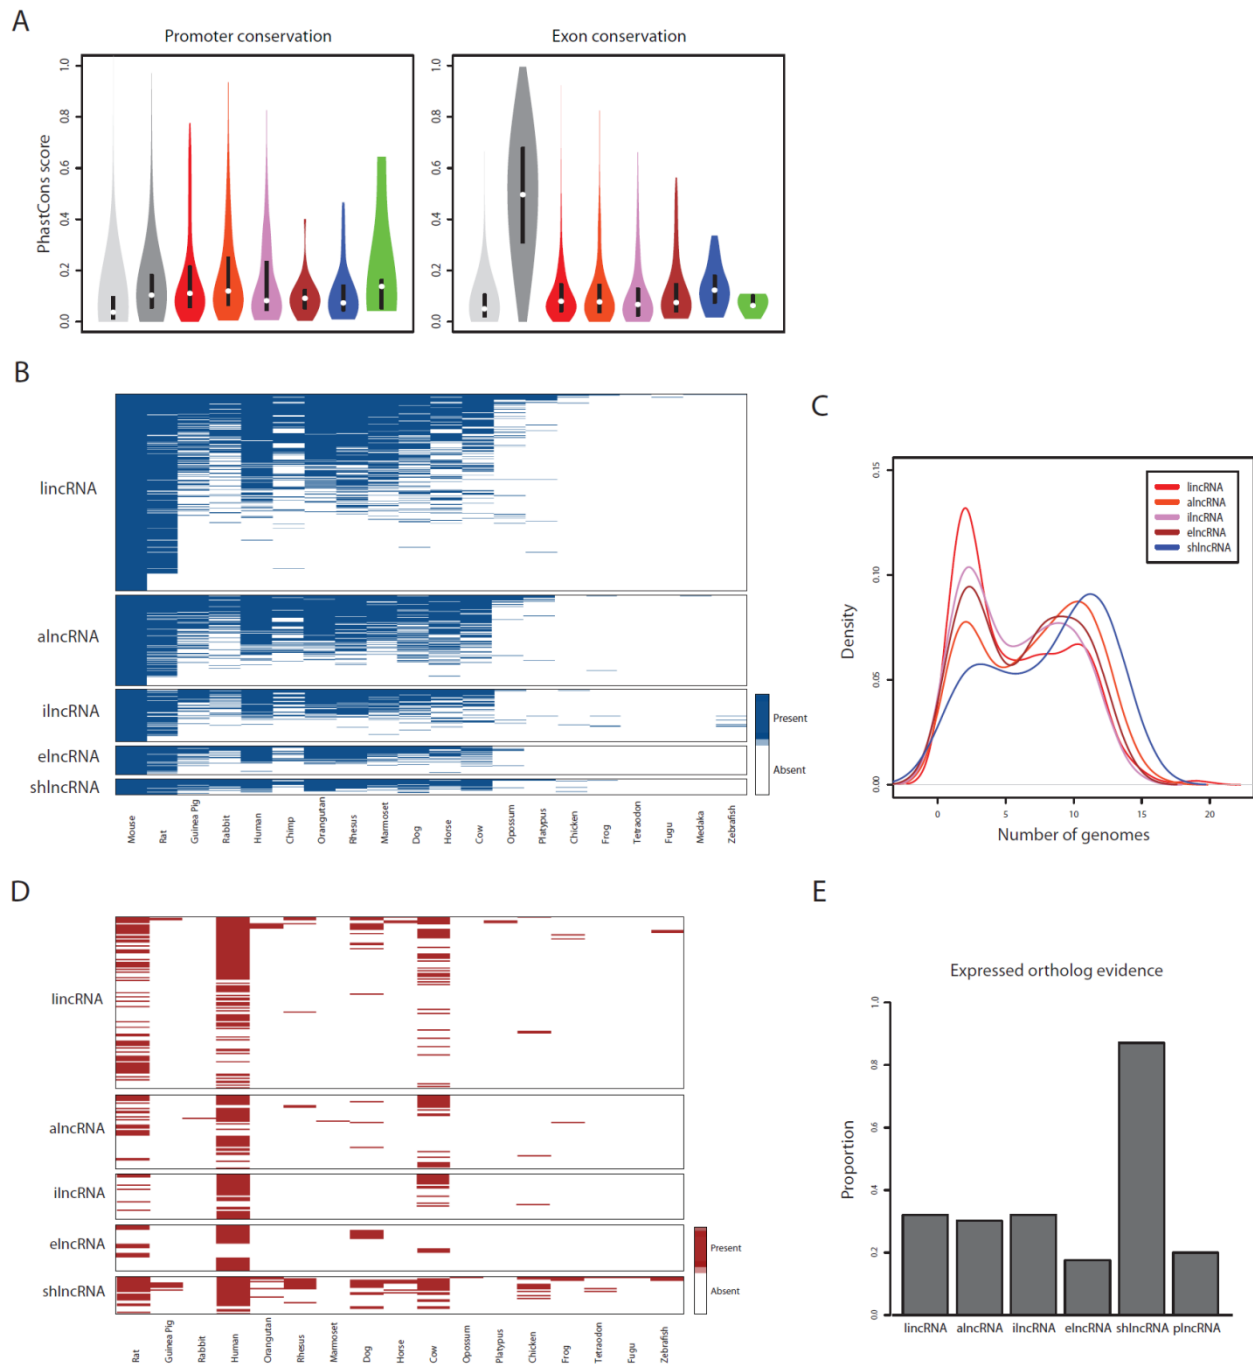 A
Promoter conservation
Exon conservation
PhastCons score
1.0
0.8
0.6
0.4
0.2
0.0
1.0
0.8
0.6
0.4
0.2
0.0
B
lincRNA
alncRNA
ilncRNA
elncRNA
shlncRNA
Present
Absent
Mouse
Rat
Guinea Pig
Rabbit
Human
Chimp
Orangutan
Rhesus
Marmoset
Dog
Horse
Cow
Opossum
Platypus
Chicken
Frog
Tetraodon
Fugu
Medaka
Zebrafish
C
Density
0.15
0.10
0.05
0.00
lincRNA
alncRNA
ilncRNA
elncRNA
shlncRNA
0 5 10 15 20
Number of genomes
D
lincRNA
alncRNA
ilncRNA
elncRNA
shlncRNA
Present
Absent
Rat
Guinea Pig
Rabbit
Human
Orangutan
Rhesus
Marmoset
Dog
Horse
Cow
Opossum
Platypus
Chicken
Frog
Tetraodon
Fugu
Zebrafish
E
Expressed ortholog evidence
Proportion
1.0
0.8
0.6
0.4
0.2
0.0
lincRNA alncRNA ilncRNA elncRNA shlncRNA plncRNA